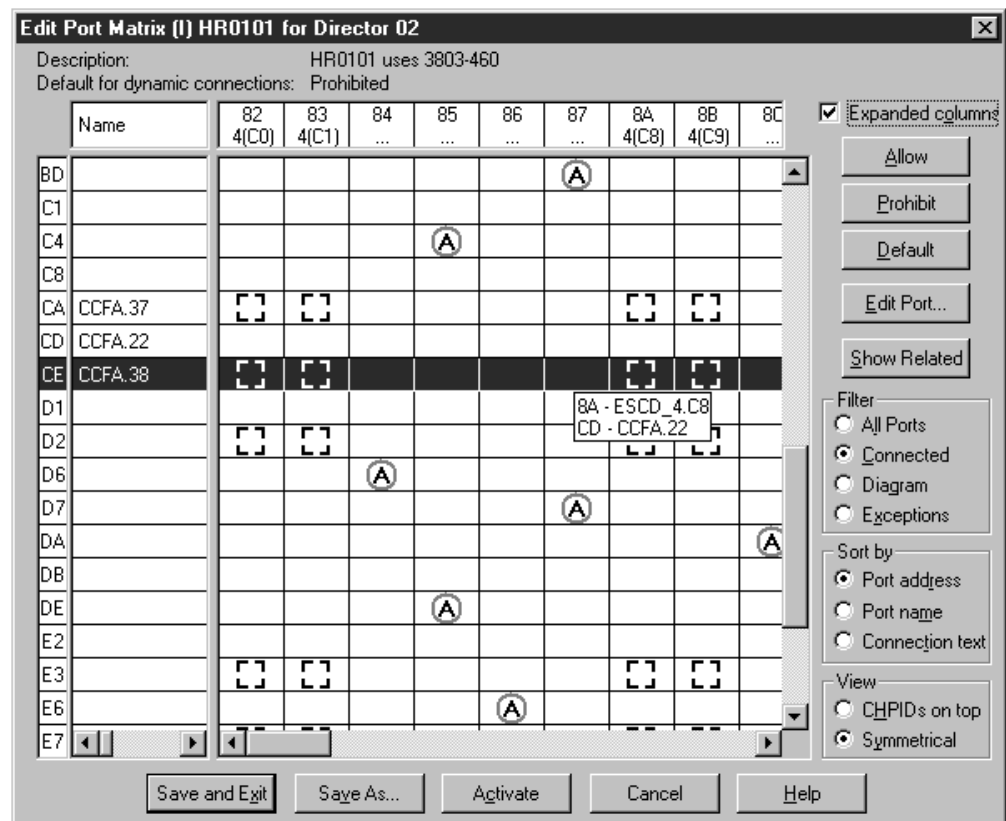 Edit Port Matrix (I) HR0101 for Director 02
Description: HR0101 uses 3803-460
Default for dynamic connections: Prohibited
Name 82 83 84 85 86 87 8A 8B 8C
4(C0) 4(C1) ... ... ... ... 4(C8) 4(C9) ...
Expanded columns
Allow
Prohibit
Default
Edit Port...
Show Related
BD A
C1
C4 A
C8
CA CCFA.37
CD CCFA.22
CE CCFA.38
8A - ESCD_4.C8
CD - CCFA.22
D1
D2
D6 A
D7 A
DA A
DB
DE A
E2
E3
E6 A
E7
Filter
All Ports
Connected
Diagram
Exceptions
Sort by
Port address
Port name
Connection text
View
CHPIDs on top
Symmetrical
Save and Exit Save As... Activate Cancel Help